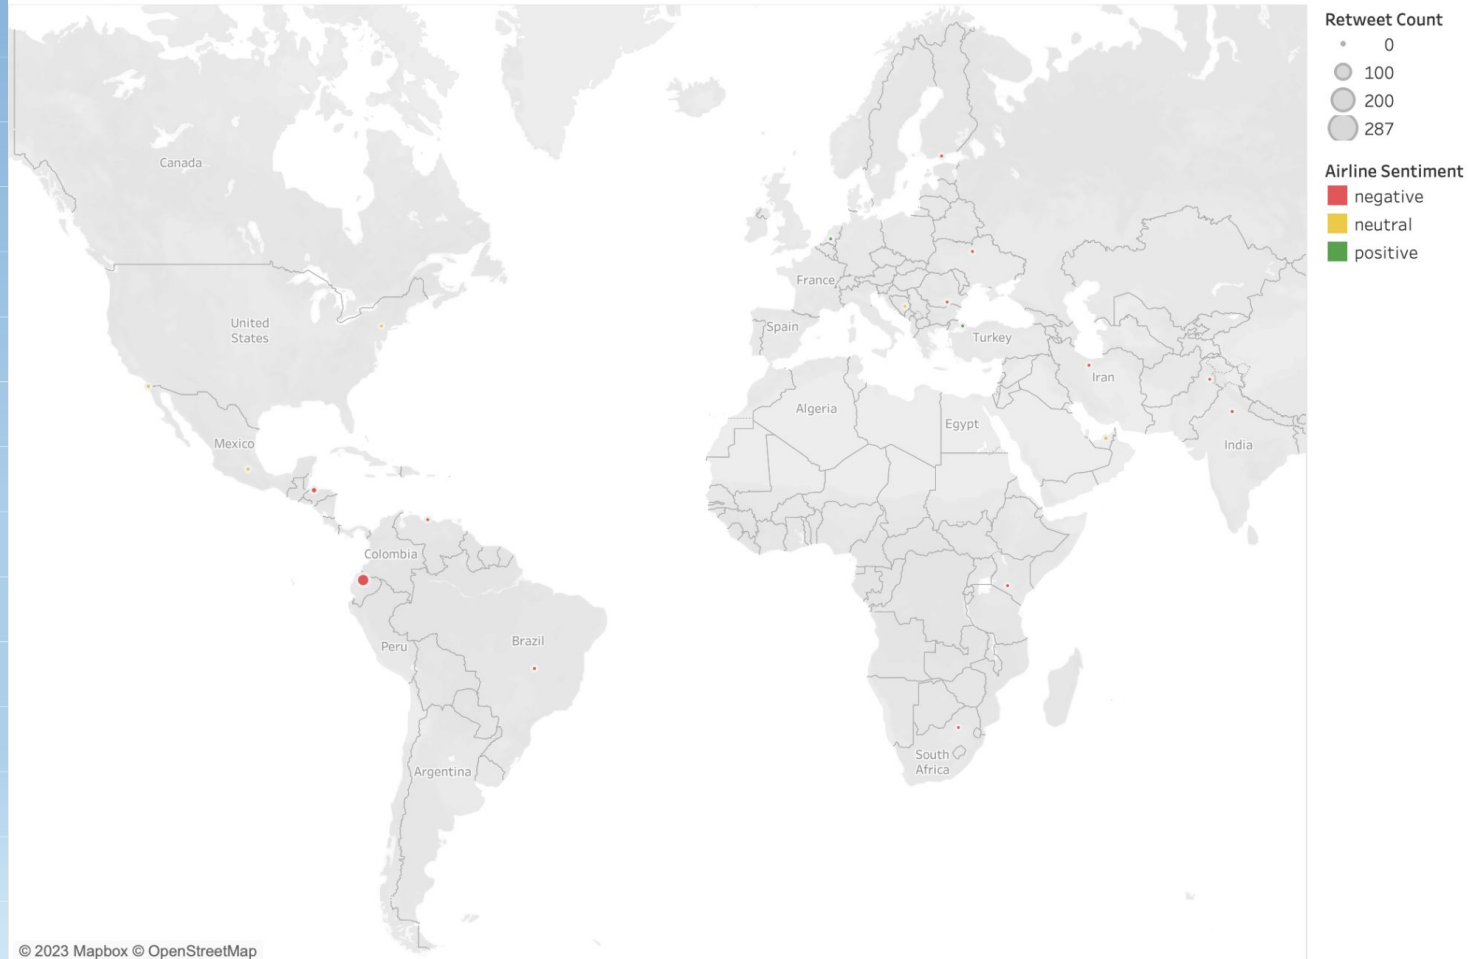 Retweet Count
0
100
200
287
Airline Sentiment
negative
neutral
positive
Canada
United
States
Mexico
Colombia
Peru
Brazil
Argentina
France
Spain
Turkey
Iran
Algeria
Egypt
India
South
Africa
© 2023 Mapbox © OpenStreetMap